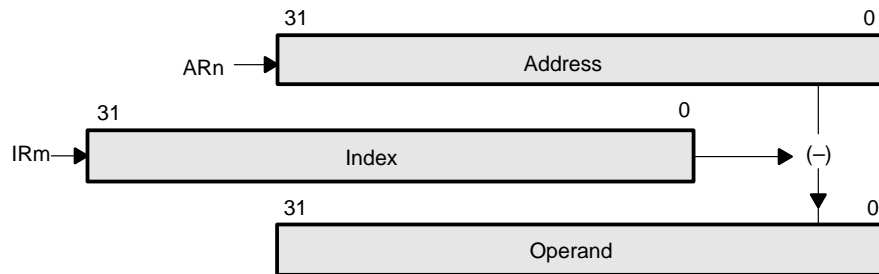 31 0
ARn Address
31 0
IRm Index (–)
31 0
Operand